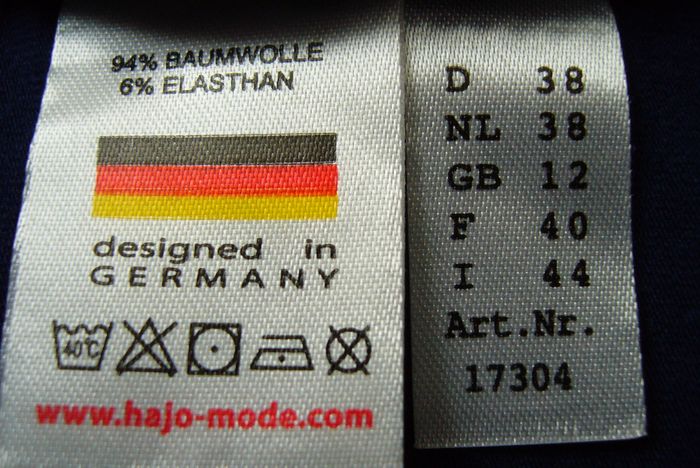 94% BAUMWOLLE
6% ELASTHAN
designed in
GERMANY
40°C
www.hajo-mode.com
D 38
NL 38
GB 12
F 40
I 44
Art.Nr.
17304